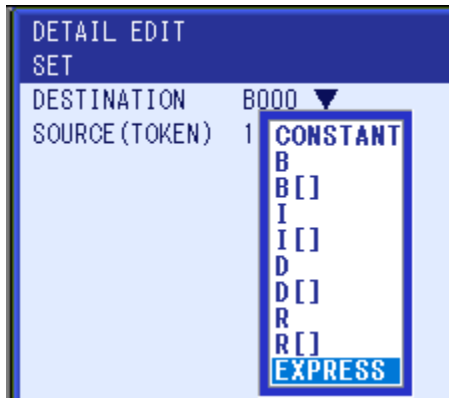 DETAIL EDIT
SET
DESTINATION B000 ▼
SOURCE(TOKEN) 1
CONSTANT
B
B[]
I
I[]
D
D[]
R
R[]
EXPRESS